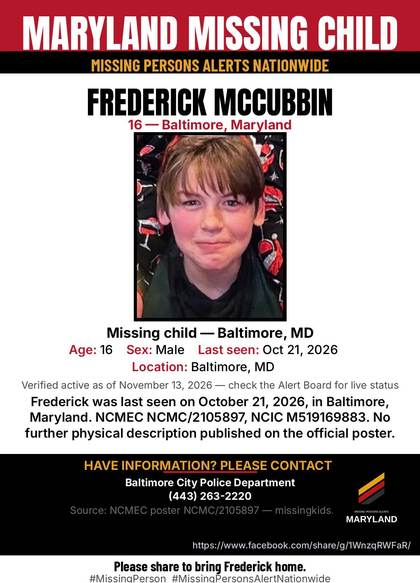 MARYLAND MISSING CHILD
MISSING PERSONS ALERTS NATIONWIDE
FREDERICK MCCUBBIN
16 — Baltimore, Maryland
Missing child — Baltimore, MD
Age: 16 Sex: Male Last seen: Oct 21, 2026
Location: Baltimore, MD
Verified active as of November 13, 2026 — check the Alert Board for live status
Frederick was last seen on October 21, 2026, in Baltimore,
Maryland. NCMEC NCMC/2105897, NCIC M519169883. No
further physical description published on the official poster.
HAVE INFORMATION? PLEASE CONTACT
Baltimore City Police Department
(443) 263-2220
Source: NCMEC poster NCMC/2105897 — missingkids.
MISSING PERSONS ALERTS
MARYLAND
https://www.facebook.com/share/g/1WnzqRWFaR/
Please share to bring Frederick home.
#MissingPerson #MissingPersonsAlertNationwide